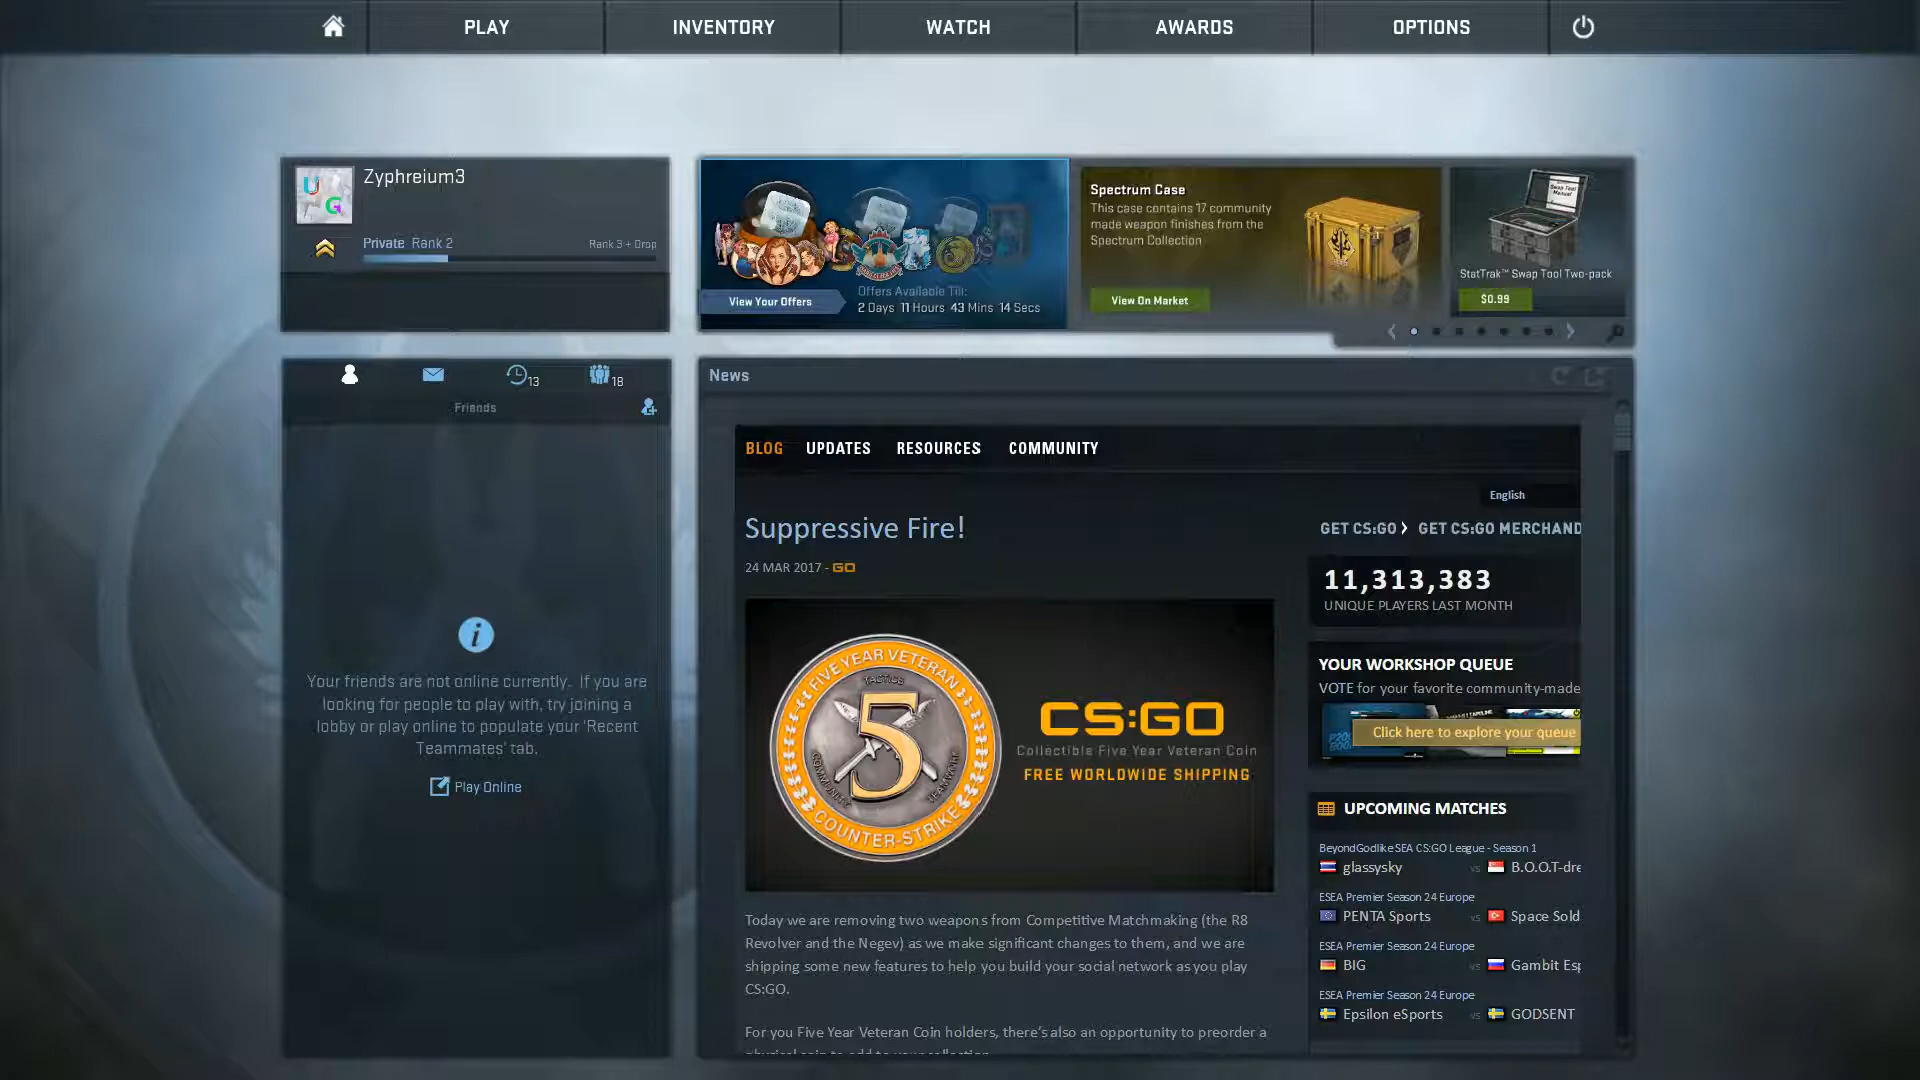 PLAY
INVENTORY
WATCH
AWARDS
OPTIONS
U
G
Zyphreium3
Private Rank 2
Rank 3 + Drop
View Your Offers
Offers Available Till:
2 Days 11 Hours 43 Mins 14 Secs
Spectrum Case
This case contains 17 community
made weapon finishes from the
Spectrum Collection
View On Market
Swap Tool
Manual
StatTrak™ Swap Tool Two-pack
$0.99
13
18
Friends
Your friends are not online currently. If you are
looking for people to play with, try joining a
lobby or play online to populate your 'Recent
Teammates' tab.
Play Online
News
BLOG
UPDATES
RESOURCES
COMMUNITY
English
Suppressive Fire!
24 MAR 2017 - GO
FIVE YEAR VETERAN
TACTICS
5
COMMUNITY
TEAMWORK
COUNTER-STRIKE
CS:GO
Collectible Five Year Veteran Coin
FREE WORLDWIDE SHIPPING
Today we are removing two weapons from Competitive Matchmaking (the R8
Revolver and the Negev) as we make significant changes to them, and we are
shipping some new features to help you build your social network as you play
CS:GO.
For you Five Year Veteran Coin holders, there's also an opportunity to preorder a
GET CS:GO
GET CS:GO MERCHAND
11,313,383
UNIQUE PLAYERS LAST MONTH
YOUR WORKSHOP QUEUE
VOTE for your favorite community-made
Click here to explore your queue
UPCOMING MATCHES
BeyondGodlike SEA CS:GO League - Season 1
glassysky vs B.O.O.T-dre
ESEA Premier Season 24 Europe
PENTA Sports vs Space Sold
ESEA Premier Season 24 Europe
BIG vs Gambit Esp
ESEA Premier Season 24 Europe
Epsilon eSports vs GODSENT